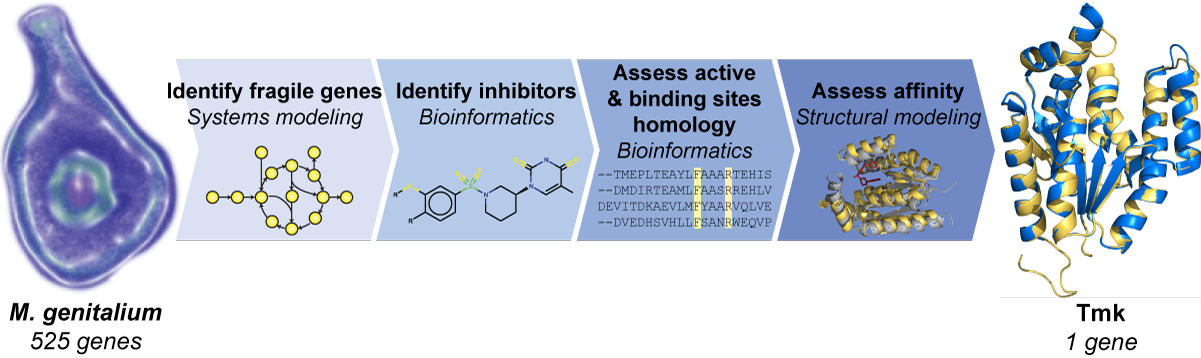 M. genitalium
525 genes
Identify fragile genes
Systems modeling
Identify inhibitors
Bioinformatics
R
R
N
N
N
O
O
O
O
S
Assess active
& binding sites
homology
Bioinformatics
--TMEPLTEAYLFAAARTEHIS
--DMDIRTEAMLFAASRREHLV
DEVITDKAEVLMFYAARVQLVE
--DVEDHSVHLLFSANRWEQVP
Assess affinity
Structural modeling
Tmk
1 gene